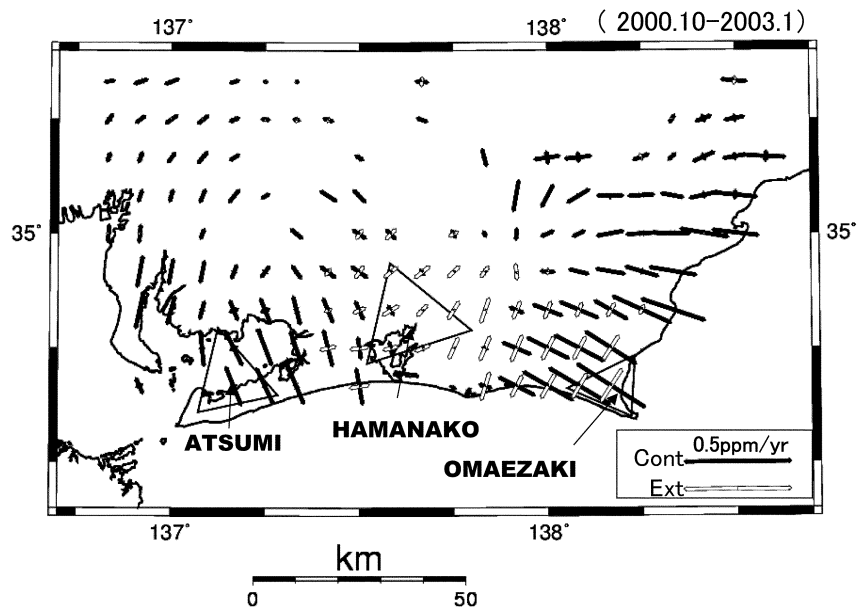 137° 138° ( 2000.10-2003.1)
35° 35°
ATSUMI
HAMANAKO
OMAEZAKI
0.5ppm/yr
Cont
Ext
137° 138°
km
0 50